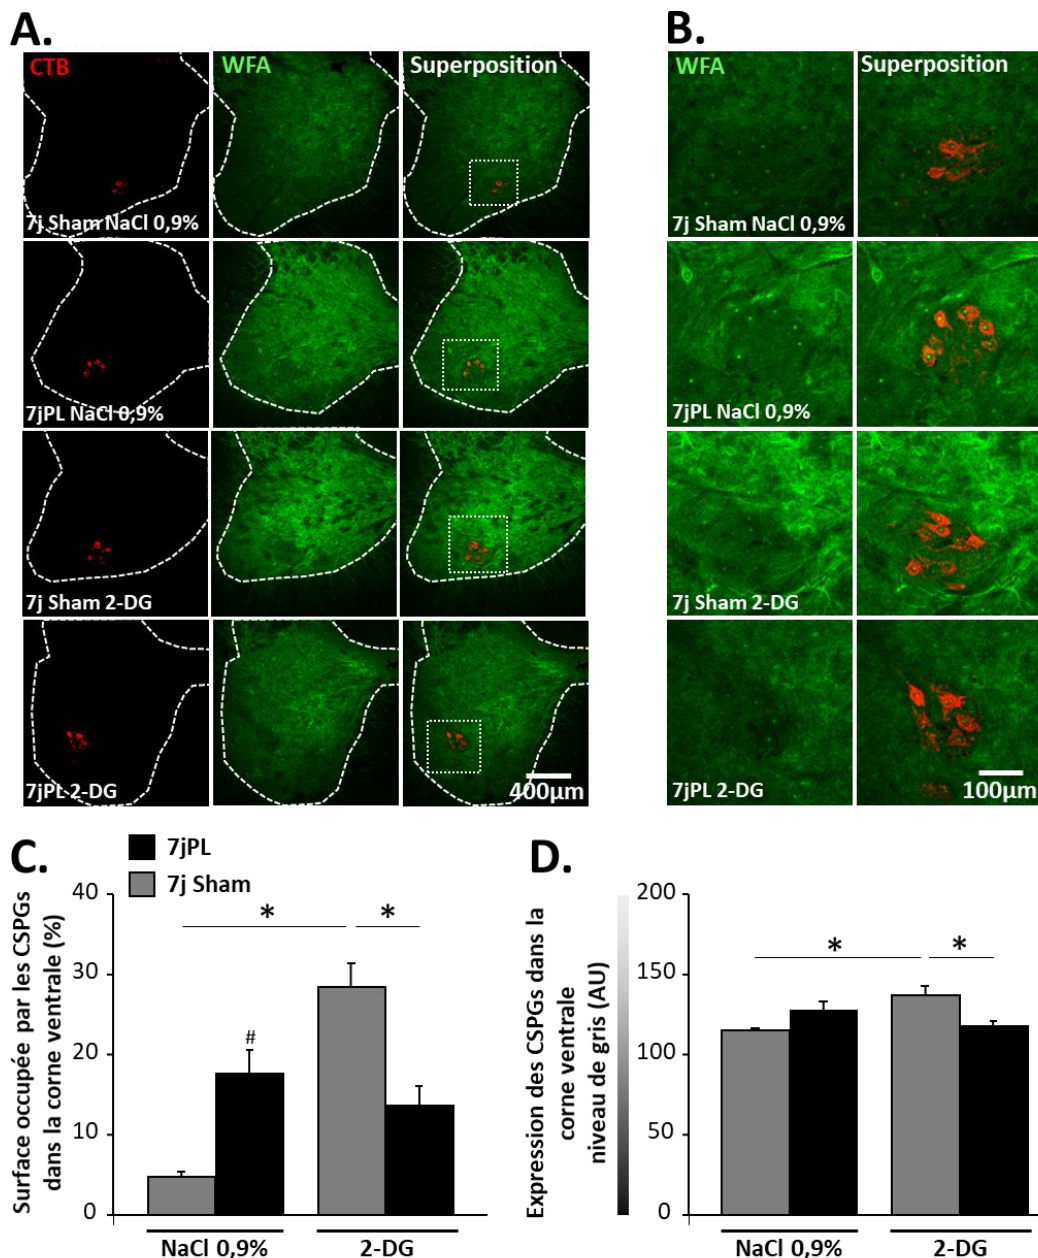 A.
CTB
WFA
Superposition
7j Sham NaCl 0,9%
7jPL NaCl 0,9%
7j Sham 2-DG
7jPL 2-DG
400µm
B.
WFA
Superposition
7j Sham NaCl 0,9%
7jPL NaCl 0,9%
7j Sham 2-DG
7jPL 2-DG
100µm
C.
7jPL
7j Sham
Surface occupée par les CSPGs
dans la corne ventrale (%)
40
30
20
10
0
*
*
#
NaCl 0,9%
2-DG
D.
Expression des CSPGs dans la
corne ventrale
niveau de gris (AU)
200
150
100
50
0
*
*
NaCl 0,9%
2-DG